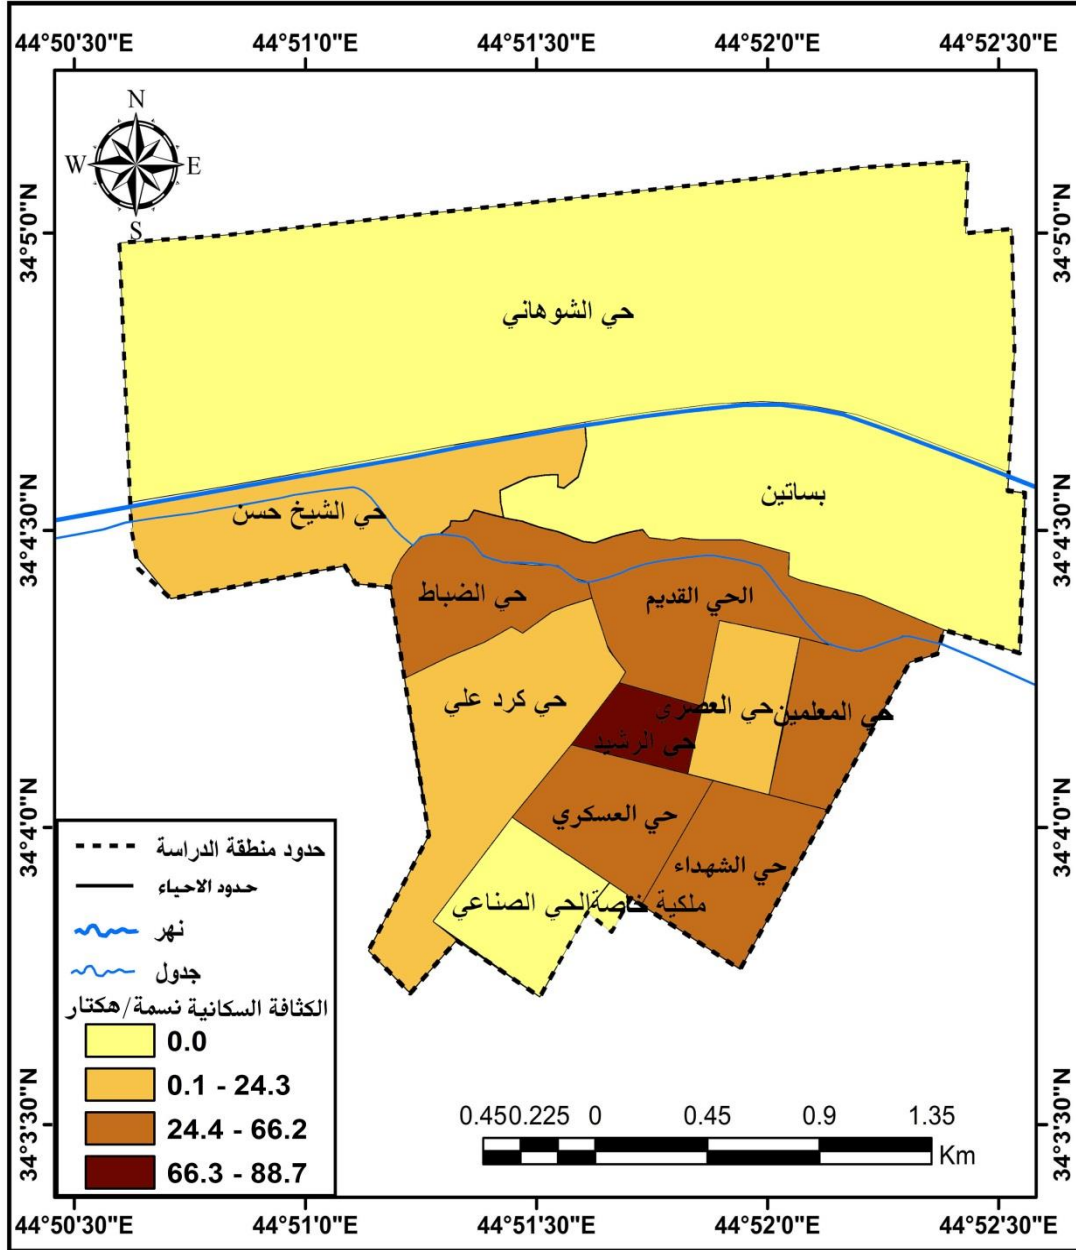 44°50'30"E 44°51'0"E 44°51'30"E 44°52'0"E 44°52'30"E
N
W E
S
34°5'0"N 34°5'0"N
حي الشوهاني
بساتين
حي الشيخ حسن
34°4'30"N 34°4'30"N
حي الضباط
الحي القديم
حي كرد علي
حي العصري
حي المعلمين
حي الرشيد
حي العسكري
34°4'0"N 34°4'0"N
حي الشهداء
الحي الصناعي
ملكية خاصة
حدود منطقة الدراسة
حدود الاحياء
نهر
جدول
الكثافة السكانية نسمة/هكتار
0.0
0.1 - 24.3
24.4 - 66.2
66.3 - 88.7
0.45 0.225 0 0.45 0.9 1.35
Km
34°3'30"N 34°3'30"N
44°50'30"E 44°51'0"E 44°51'30"E 44°52'0"E 44°52'30"E